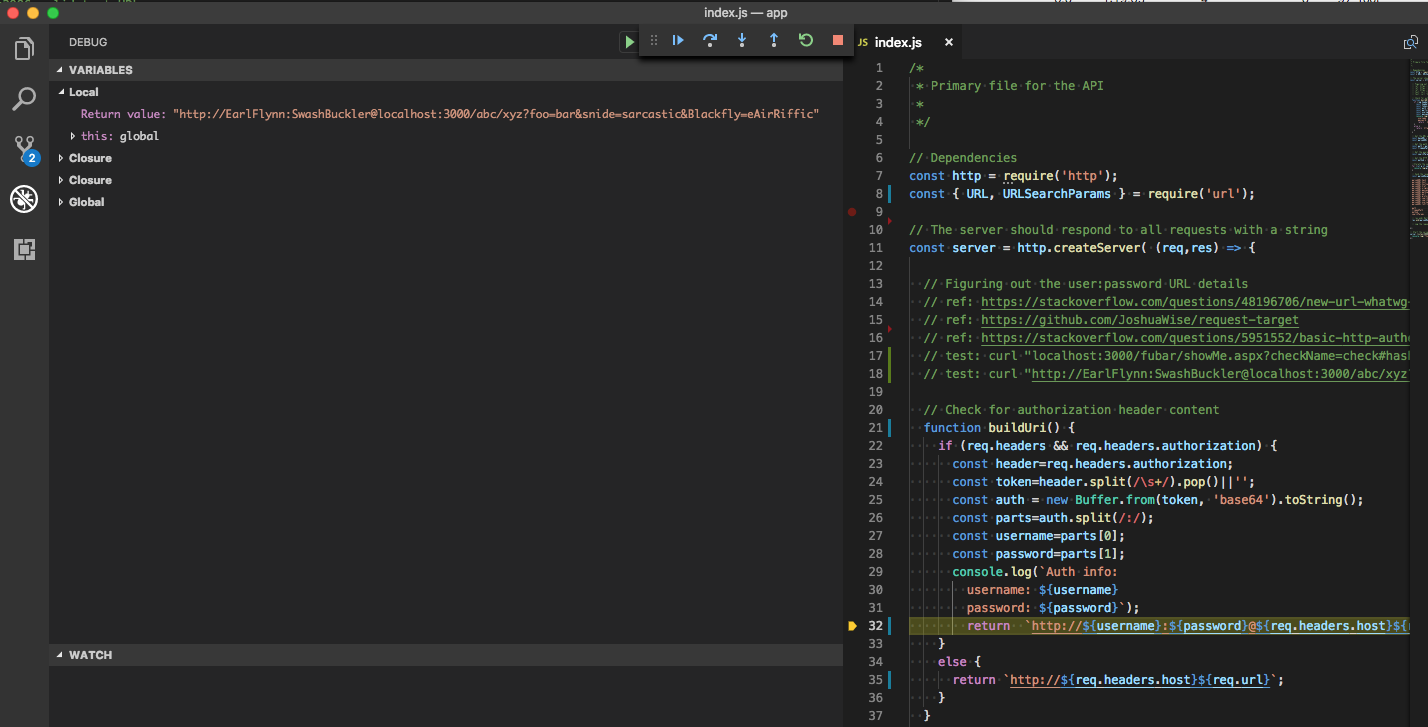 index.js — app
DEBUG
VARIABLES
Local
Return value: "http://EarlFlynn:SwashBuckler@localhost:3000/abc/xyz?foo=bar&snide=sarcastic&Blackfly=eAirRiffic"
this: global
Closure
Closure
Global
2
WATCH
JS index.js ×
1 /*
2 * Primary file for the API
3 *
4 */
5
6 // Dependencies
7 const http = require('http');
8 const { URL, URLSearchParams } = require('url');
9
10 // The server should respond to all requests with a string
11 const server = http.createServer( (req,res) => {
12
13 // Figuring out the user:password URL details
14 // ref: https://stackoverflow.com/questions/48196706/new-url-whatwg-
15 // ref: https://github.com/JoshuaWise/request-target
16 // ref: https://stackoverflow.com/questions/5951552/basic-http-auth
17 // test: curl "localhost:3000/fubar/showMe.aspx?checkName=check#has
18 // test: curl "http://EarlFlynn:SwashBuckler@localhost:3000/abc/xyz
19
20 // Check for authorization header content
21 function buildUri() {
22 if (req.headers && req.headers.authorization) {
23 const header=req.headers.authorization;
24 const token=header.split(/\s+/).pop()||'';
25 const auth = new Buffer.from(token, 'base64').toString();
26 const parts=auth.split(/:/);
27 const username=parts[0];
28 const password=parts[1];
29 console.log(`Auth info:
30 username: ${username}
31 password: ${password}`);
32 return `http://${username}:${password}@${req.headers.host}${
33 }
34 else {
35 return `http://${req.headers.host}${req.url}`;
36 }
37 }